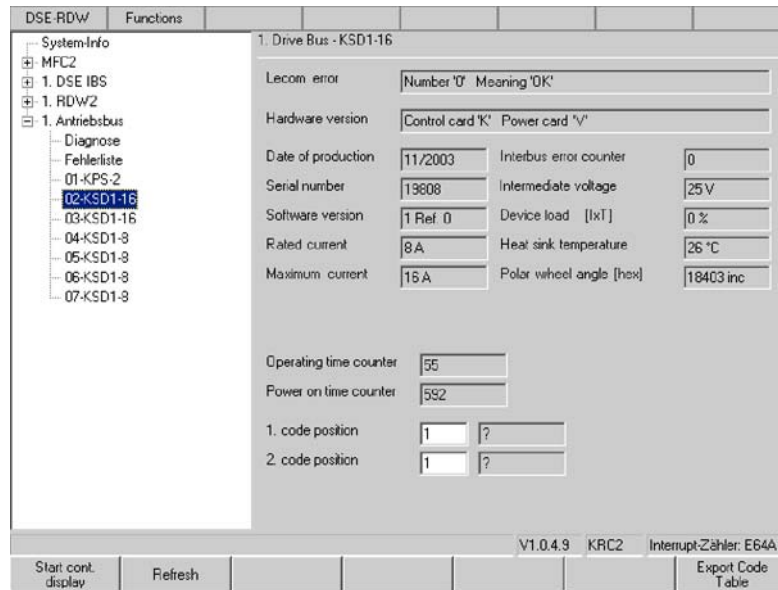 DSE-RDW Functions
System-Info
MFC2
1. DSE IBS
1. RDW2
1. Antriebsbus
Diagnose
Fehlerliste
01-KPS-2
02-KSD1-16
03-KSD1-16
04-KSD1-8
05-KSD1-8
06-KSD1-8
07-KSD1-8
1. Drive Bus - KSD1-16
Lecom error Number '0' Meaning 'OK'
Hardware version Control card 'K' Power card 'V'
Date of production 11/2003 Interbus error counter 0
Serial number 19808 Intermediate voltage 25 V
Software version 1 Ref. 0 Device load [IxT] 0 %
Rated current 8 A Heat sink temperature 26 °C
Maximum current 16 A Polar wheel angle [hex] 18403 inc
Operating time counter 55
Power on time counter 592
1. code position 1 ?
2. code position 1 ?
V1.0.4.9 KRC2 Interrupt-Zähler: E64A
Start cont. display Refresh Export Code Table